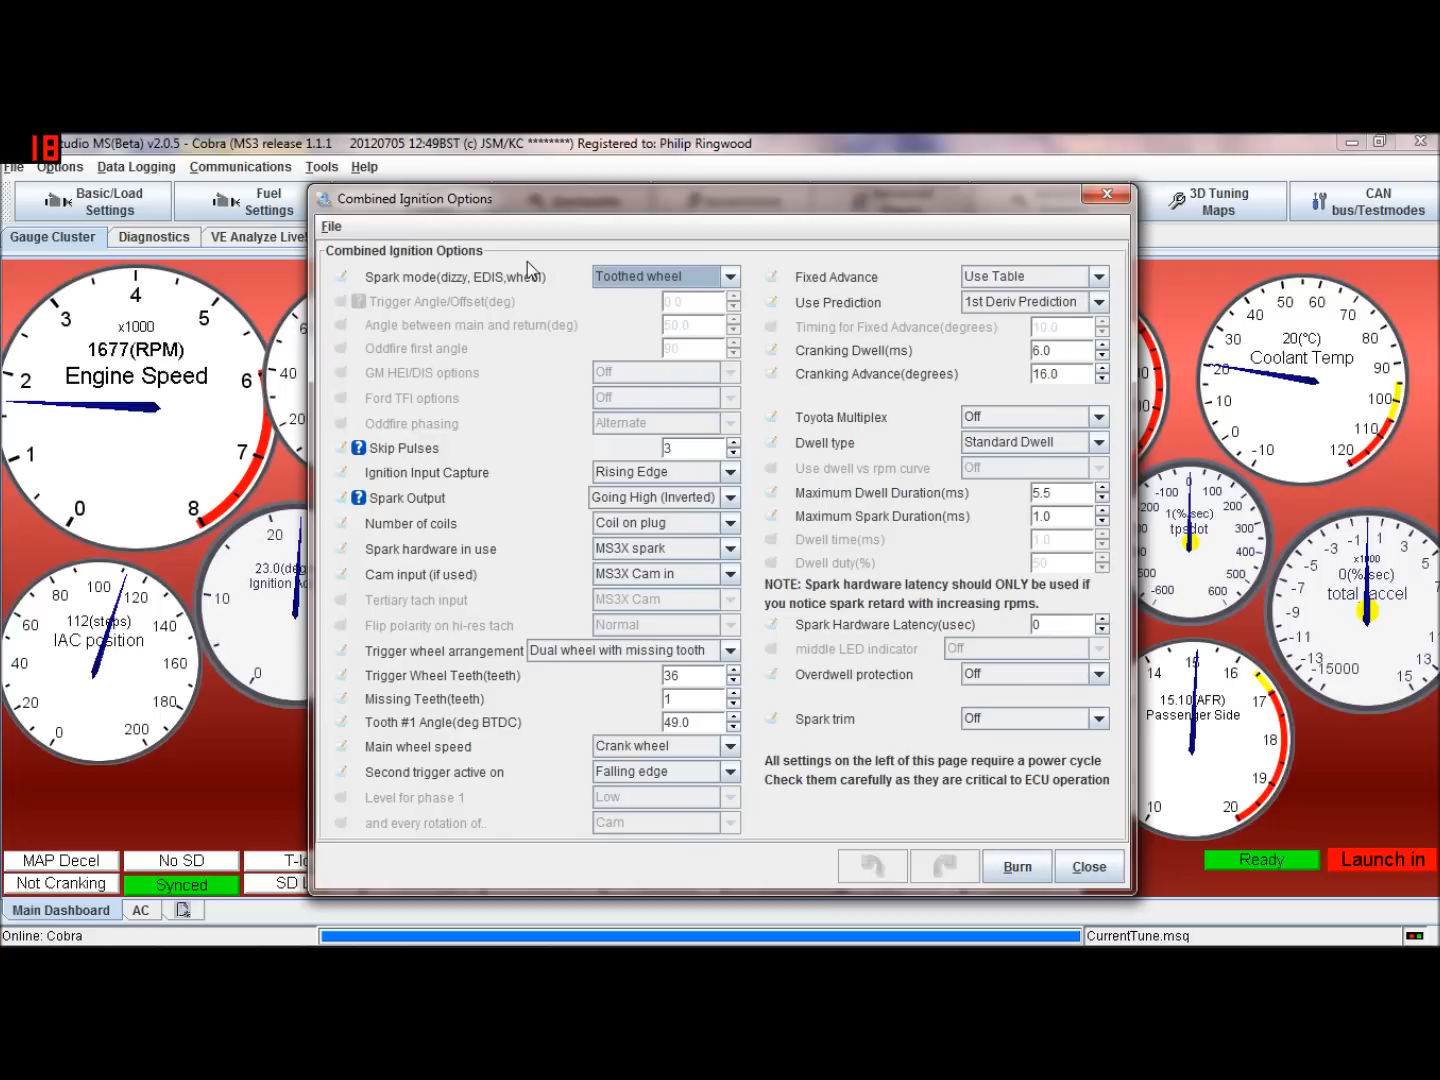 18
tudio MS(Beta) v2.0.5 - Cobra (MS3 release 1.1.1 20120705 12:49BST (c) JSM/KC ********) Registered to: Philip Ringwood
File Options Data Logging Communications Tools Help
Basic/Load Settings
Fuel Settings
3D Tuning Maps
CAN bus/Testmodes
Gauge Cluster Diagnostics VE Analyze Live
Combined Ignition Options
File
Combined Ignition Options
Spark mode(dizzy, EDIS,wheel) Toothed wheel
Trigger Angle/Offset(deg) 0.0
Angle between main and return(deg) 50.0
Oddfire first angle 90
GM HEI/DIS options Off
Ford TFI options Off
Oddfire phasing Alternate
Skip Pulses 3
Ignition Input Capture Rising Edge
Spark Output Going High (Inverted)
Number of coils Coil on plug
Spark hardware in use MS3X spark
Cam input (if used) MS3X Cam in
Tertiary tach input MS3X Cam
Flip polarity on hi-res tach Normal
Trigger wheel arrangement Dual wheel with missing tooth
Trigger Wheel Teeth(teeth) 36
Missing Teeth(teeth) 1
Tooth #1 Angle(deg BTDC) 49.0
Main wheel speed Crank wheel
Second trigger active on Falling edge
Level for phase 1 Low
and every rotation of.. Cam
Fixed Advance Use Table
Use Prediction 1st Deriv Prediction
Timing for Fixed Advance(degrees) 10.0
Cranking Dwell(ms) 6.0
Cranking Advance(degrees) 16.0
Toyota Multiplex Off
Dwell type Standard Dwell
Use dwell vs rpm curve Off
Maximum Dwell Duration(ms) 5.5
Maximum Spark Duration(ms) 1.0
Dwell time(ms) 1.0
Dwell duty(%) 50
NOTE: Spark hardware latency should ONLY be used if
you notice spark retard with increasing rpms.
Spark Hardware Latency(usec) 0
middle LED indicator Off
Overdwell protection Off
Spark trim Off
All settings on the left of this page require a power cycle
Check them carefully as they are critical to ECU operation
Burn Close
0 1 2 3 4 5 6 7 8
x1000
1677(RPM)
Engine Speed
0 20 40 60 80 100 120 140 160 180 200
112(steps)
IAC position
0 10 20
23.0(de
Ignition A
-10 0 10 20 30 40 50 60 70 80 90 100 110 120
20(°C)
Coolant Temp
-600 -200 -100 0 100 200 300 400 500 600
1(%/sec)
tpsdot
-15000 -13 -11 -9 -7 -5 -3 -1 1 3 5 7 9 11 13 15
x1000
0(%/sec)
total accel
10 15 16 17 18 19 20
15.10(AFR)
Passenger Side
MAP Decel No SD
Not Cranking Synced
Ready Launch in
Main Dashboard AC
Online: Cobra CurrentTune.msq